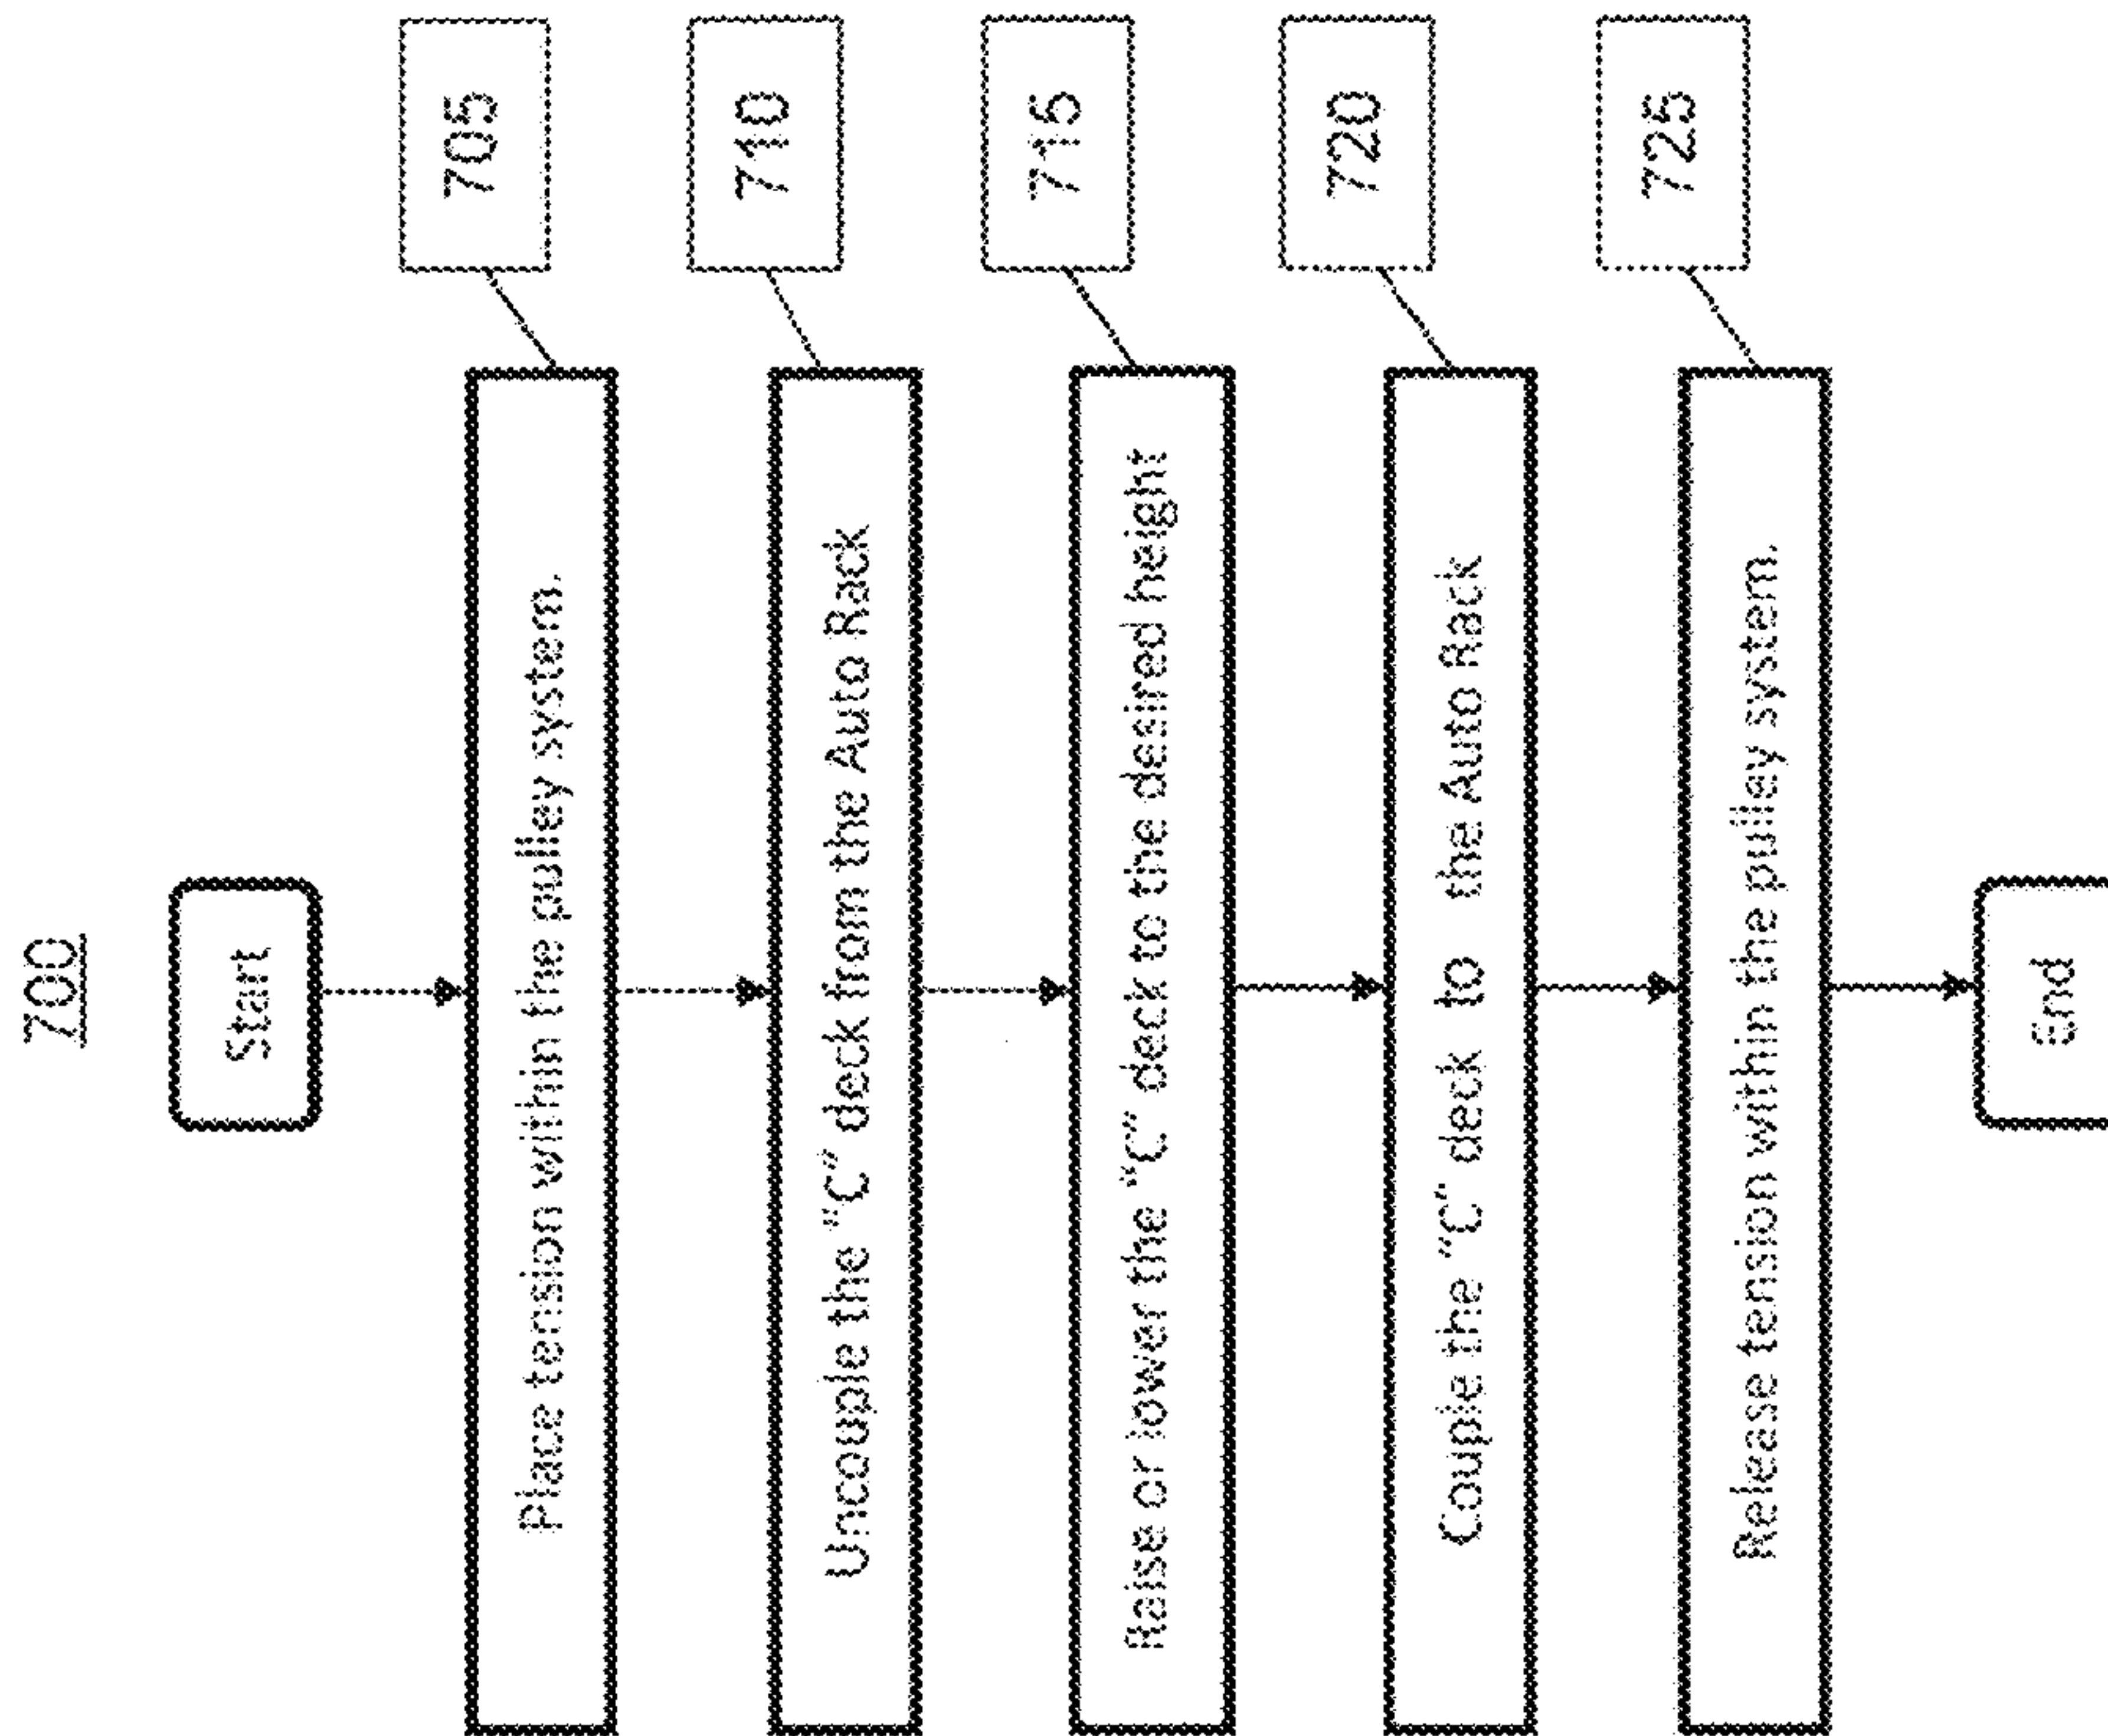 700
Start
Place tension within the pulley system.
705
Uncouple the "C" deck from the Auto Rack
710
Raise or lower the "C" deck to the desired height
715
Couple the "C" deck to the Auto Rack
720
Release tension within the pulley system.
725
End